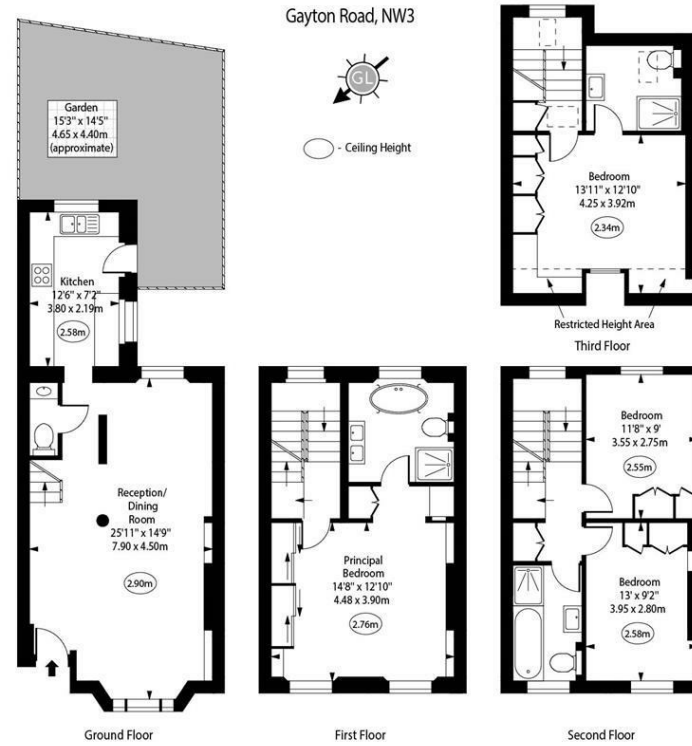 Gayton Road, NW3
GL
- Ceiling Height
Garden
15'3" x 14'5"
4.65 x 4.40m
(approximate)
Kitchen
12'6" x 7'2"
3.80 x 2.19m
2.58m
Reception/
Dining
Room
25'11" x 14'9"
7.90 x 4.50m
2.90m
Ground Floor
Principal
Bedroom
14'8" x 12'10"
4.48 x 3.90m
2.76m
First Floor
Bedroom
13'11" x 12'10"
4.25 x 3.92m
2.34m
Restricted Height Area
Third Floor
Bedroom
11'8" x 9'
3.55 x 2.75m
2.55m
Bedroom
13' x 9'2"
3.95 x 2.80m
2.58m
Second Floor